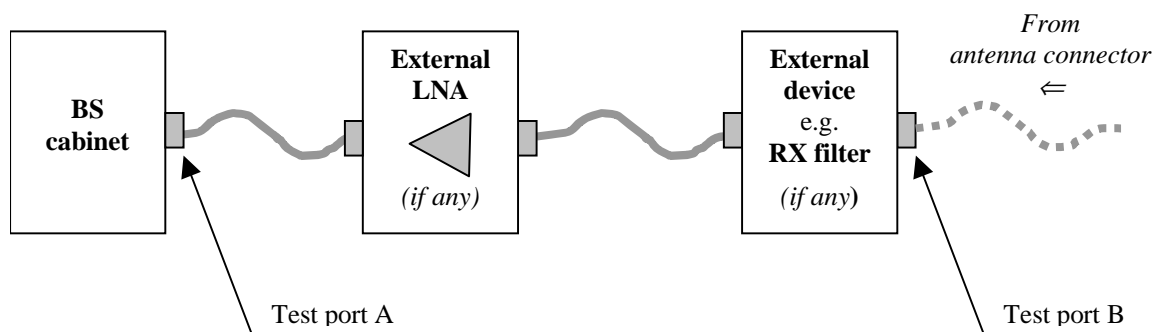 BS
cabinet
External
LNA
(if any)
External
device
e.g.
RX filter
(if any)
From
antenna connector
⇐
Test port A
Test port B